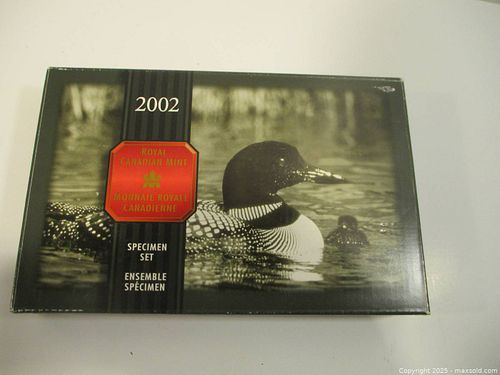 2002
ROYAL
CANADIAN MINT
MONNAIE ROYALE
CANADIENNE
SPECIMEN
SET
ENSEMBLE
SPÉCIMEN
Copyright © 2025 - maxsold.com